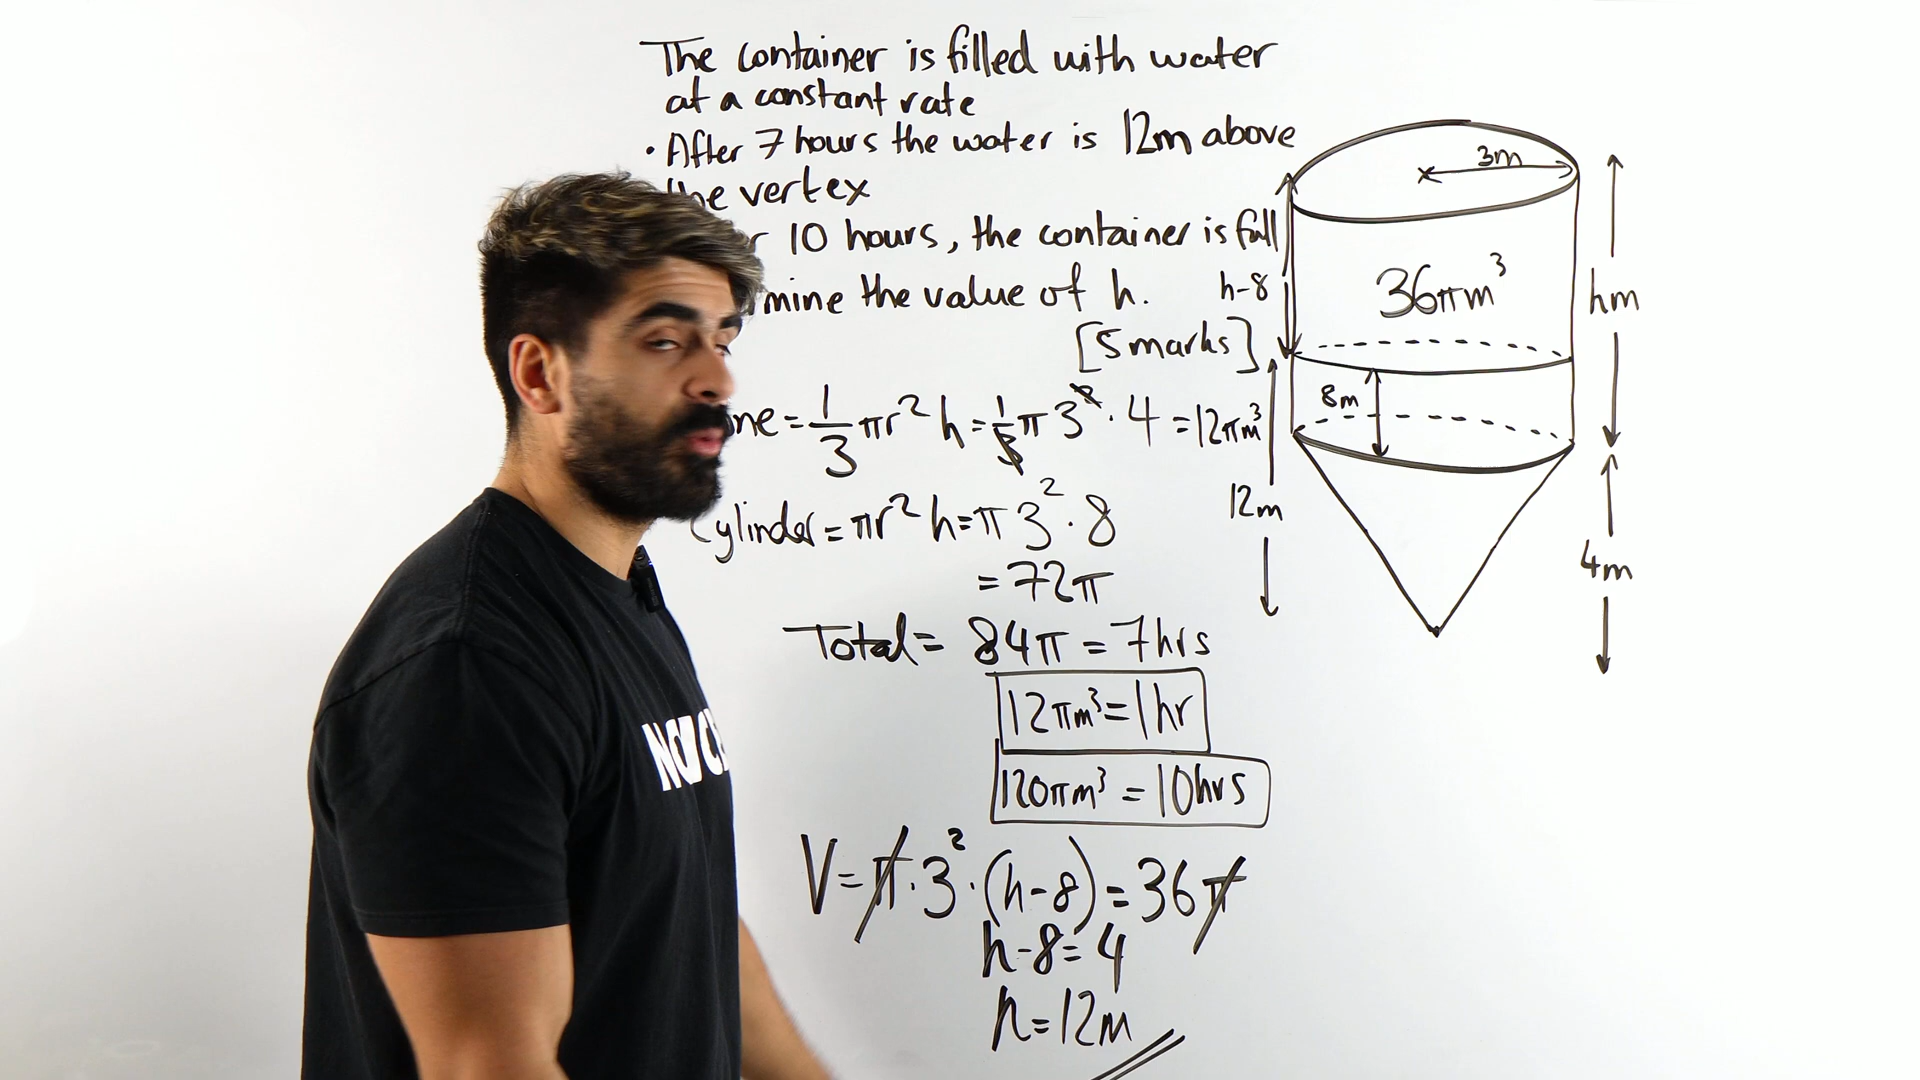 The container is filled with water
at a constant rate
• After 7 hours the water is 12m above
the vertex
10 hours, the container is full
mine the value of h.
[5 marks]
ne = 1/3 πr² h = 1/3 π 3² · 4 = 12πm³
Cylinder = πr² h = π 3² · 8
= 72π
Total = 84π = 7hrs
12πm³ = 1hr
120πm³ = 10hrs
V = π · 3² · (h-8) = 36π
h-8 = 4
h = 12m
3m
36πm³
h-8
hm
8m
12m
4m